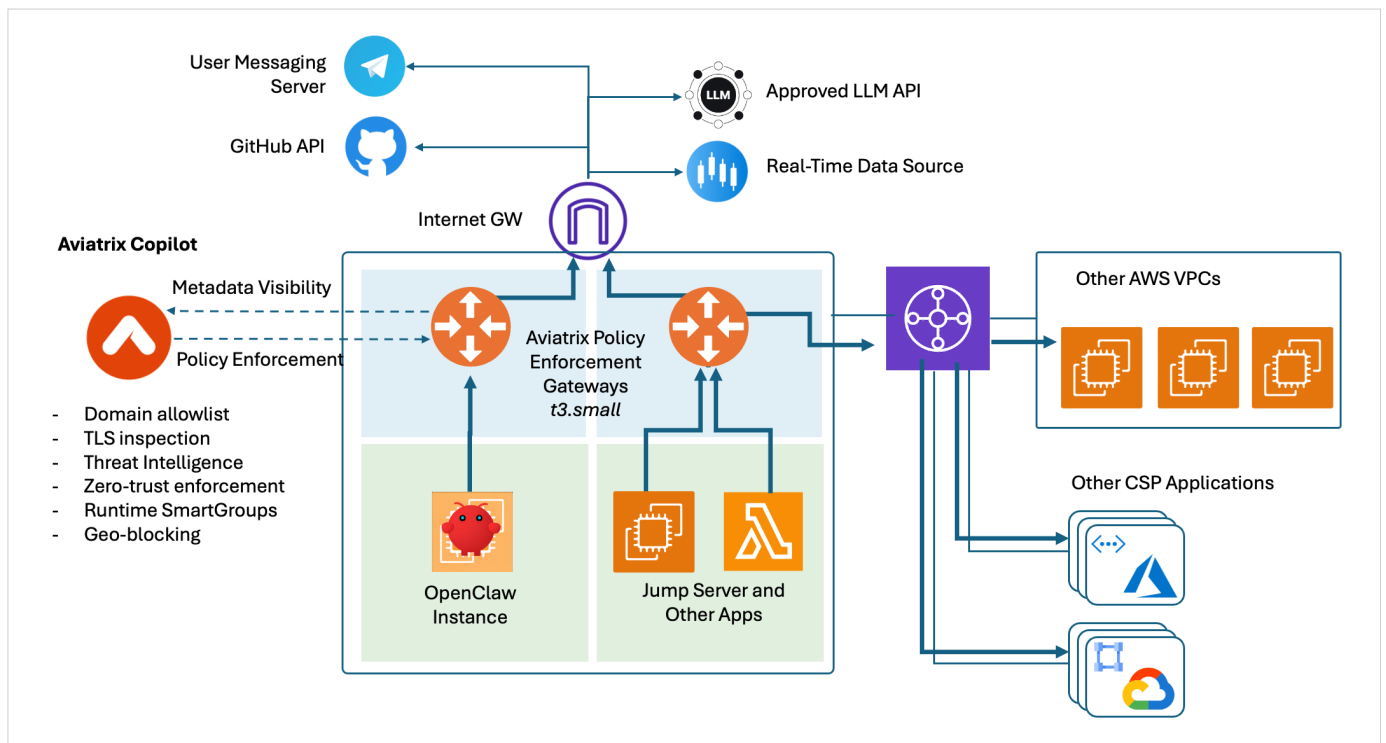 User Messaging
Server
LLM
Approved LLM API
GitHub API
Real-Time Data Source
Internet GW
Aviatrix Copilot
Metadata Visibility
Policy Enforcement
- Domain allowlist
- TLS inspection
- Threat Intelligence
- Zero-trust enforcement
- Runtime SmartGroups
- Geo-blocking
Aviatrix Policy
Enforcement
Gateways
t3.small
OpenClaw
Instance
Jump Server and
Other Apps
Other AWS VPCs
Other CSP Applications